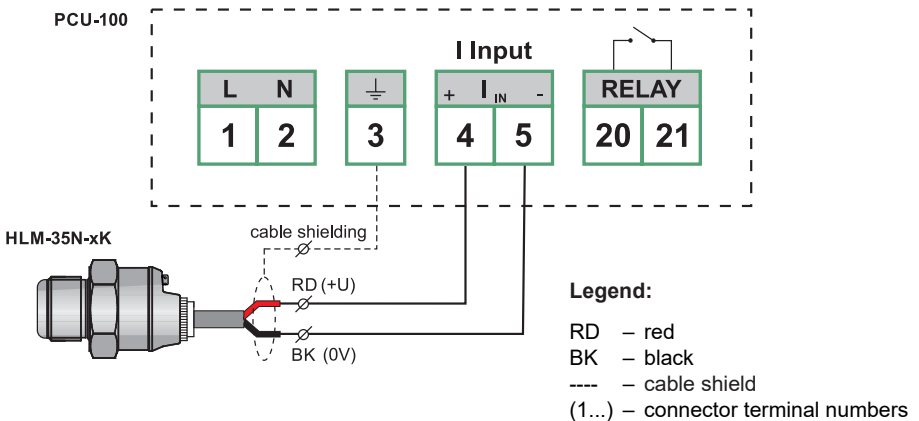 PCU-100
I Input
L N
⏚
+ I IN -
RELAY
1 2
3
4 5
20 21
HLM-35N-xK
cable shielding
RD (+U)
BK (0V)
Legend:
RD – red
BK – black
---- – cable shield
(1...) – connector terminal numbers